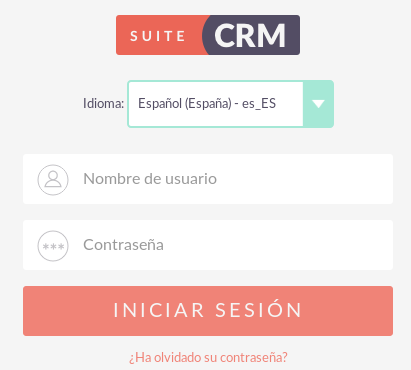 SUITE CRM
Idioma: Español (España) - es_ES
Nombre de usuario
***
Contraseña
INICIAR SESIÓN
¿Ha olvidado su contraseña?